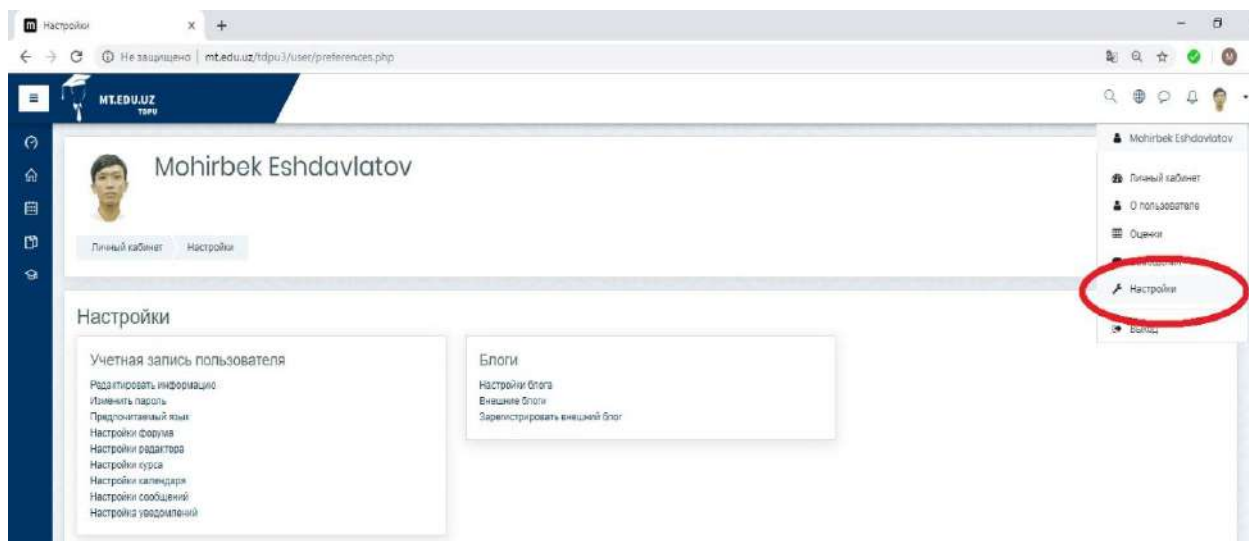 Настройки
Не защищено | mt.edu.uz/tdpu3/user/preferences.php
MT.EDU.UZ
TDPU
Mohirbek Eshdavlatov
Личный кабинет
Настройки
Mohirbek Eshdavlatov
Личный кабинет
О пользователе
Оценки
Настройки
Выход
Настройки
Учетная запись пользователя
Редактировать информацию
Изменить пароль
Предпочитаемый язык
Настройки форума
Настройки редактора
Настройки курса
Настройки календаря
Настройки сообщений
Настройка уведомлений
Блоги
Настройки блога
Внешние блоги
Зарегистрировать внешний блог